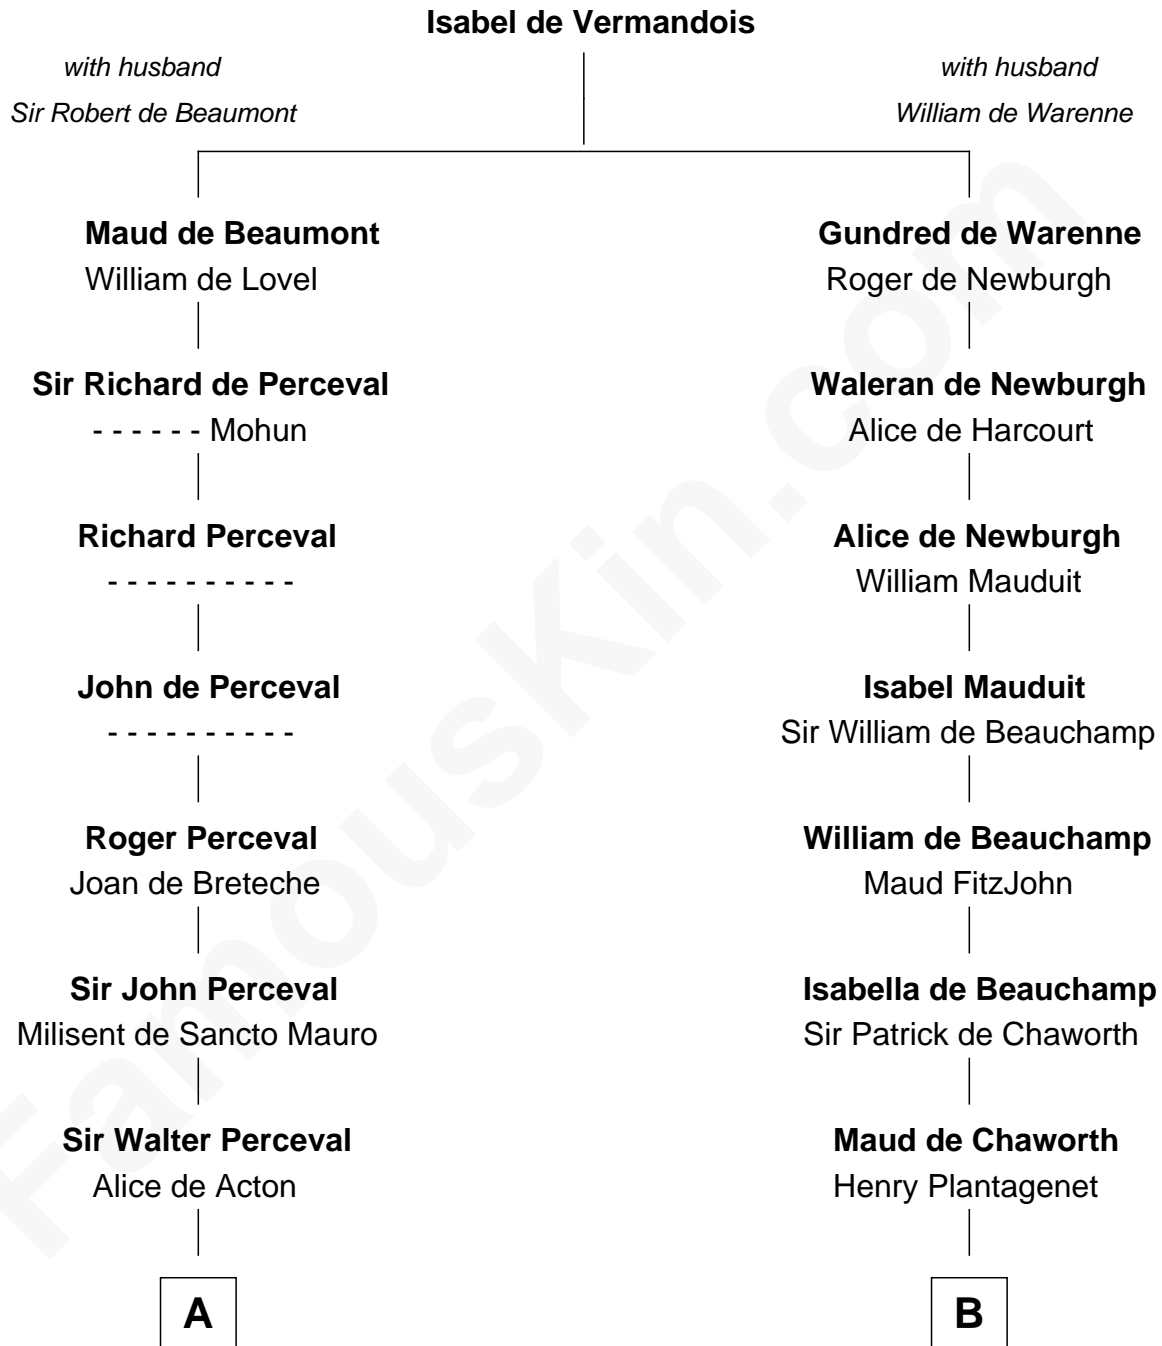 Isabel de Vermandois
with husband
Sir Robert de Beaumont
with husband
William de Warenne
Maud de Beaumont
William de Lovel
Gundred de Warenne
Roger de Newburgh
Sir Richard de Perceval
- - - - - - Mohun
Waleran de Newburgh
Alice de Harcourt
Richard Perceval
- - - - - - - - - -
Alice de Newburgh
William Mauduit
John de Perceval
- - - - - - - - - -
Isabel Mauduit
Sir William de Beauchamp
Roger Perceval
Joan de Breteche
William de Beauchamp
Maud FitzJohn
Sir John Perceval
Milisent de Sancto Mauro
Isabella de Beauchamp
Sir Patrick de Chaworth
Sir Walter Perceval
Alice de Acton
Maud de Chaworth
Henry Plantagenet
A
B
FamousKin.com